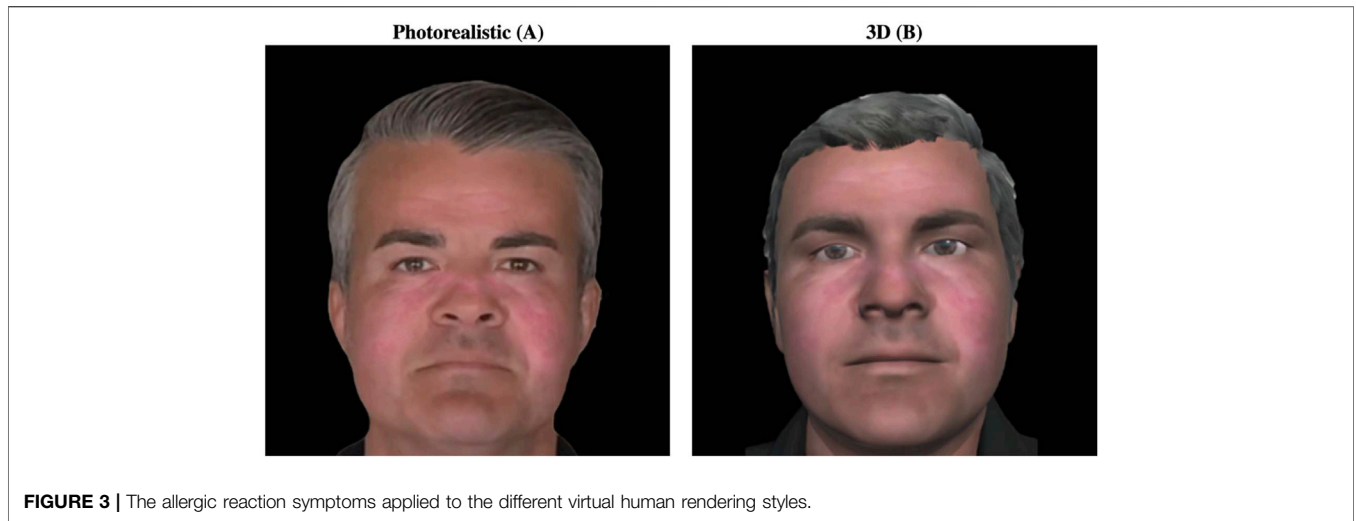 Photorealistic (A)
3D (B)
FIGURE 3 | The allergic reaction symptoms applied to the different virtual human rendering styles.